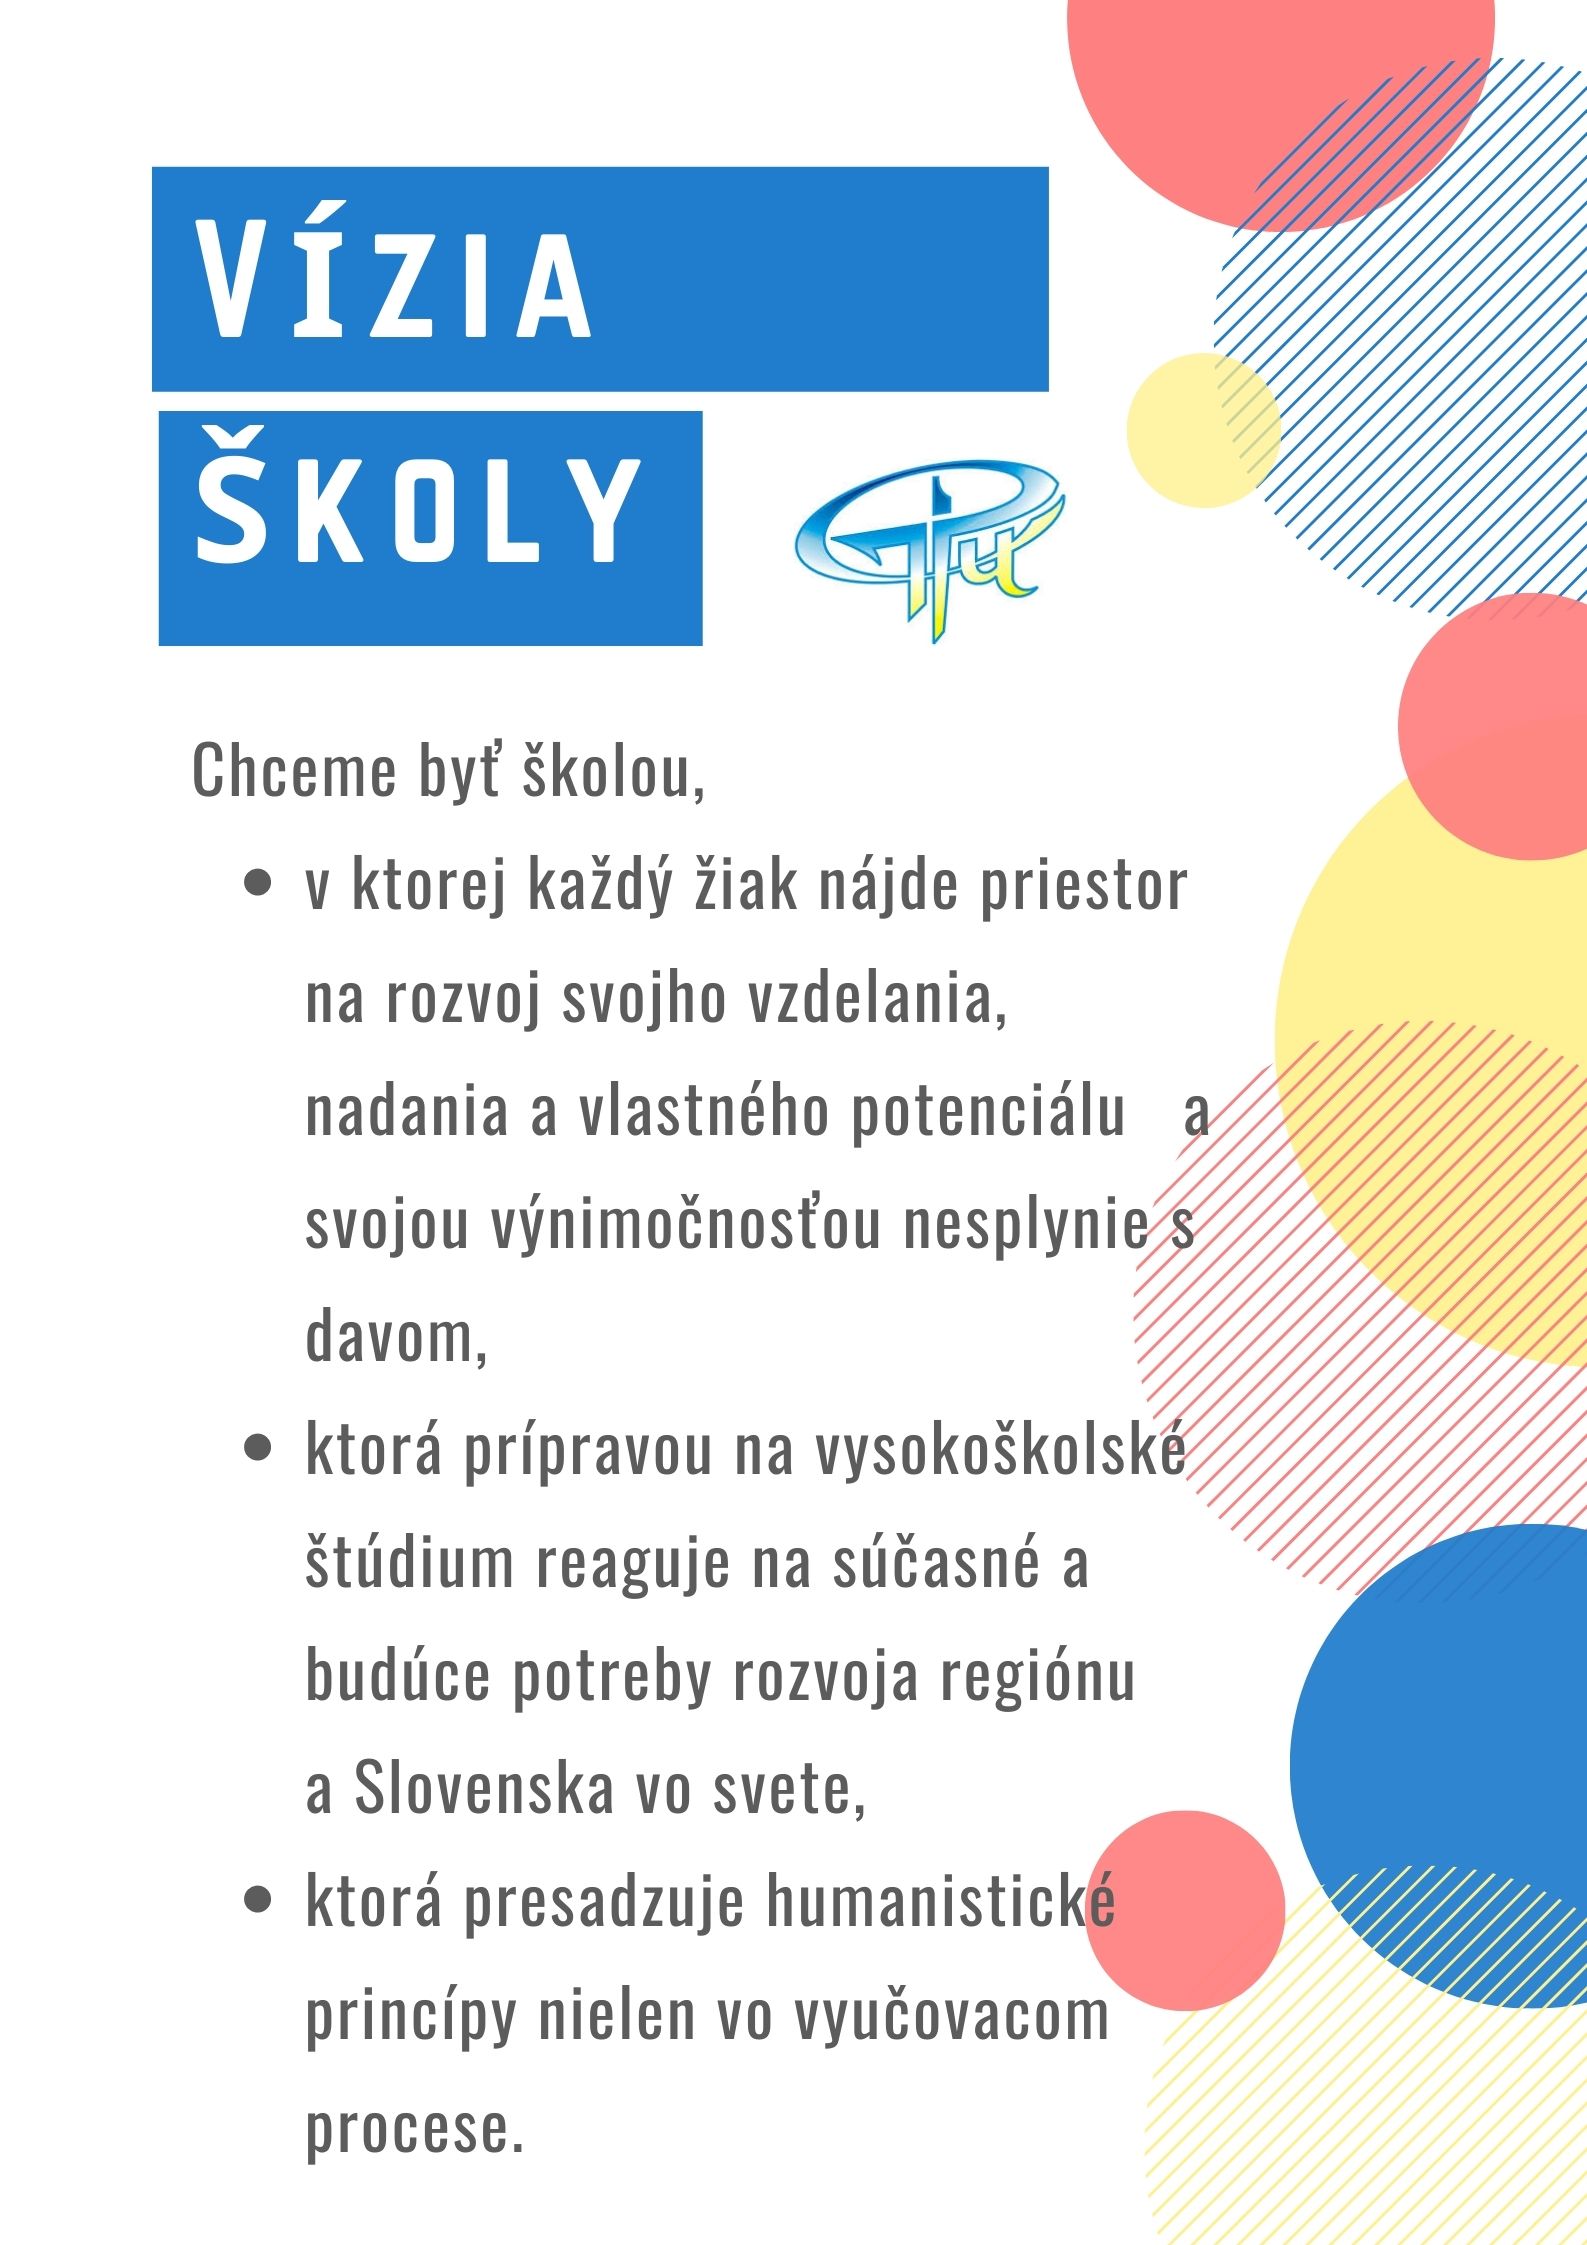 VÍZIA
ŠKOLY
Chceme byť školou,
• v ktorej každý žiak nájde priestor
na rozvoj svojho vzdelania,
nadania a vlastného potenciálu a
svojou výnimočnosťou nesplynie s
davom,
• ktorá prípravou na vysokoškolské
štúdium reaguje na súčasné a
budúce potreby rozvoja regiónu
a Slovenska vo svete,
• ktorá presadzuje humanistické
princípy nielen vo vyučovacom
procese.